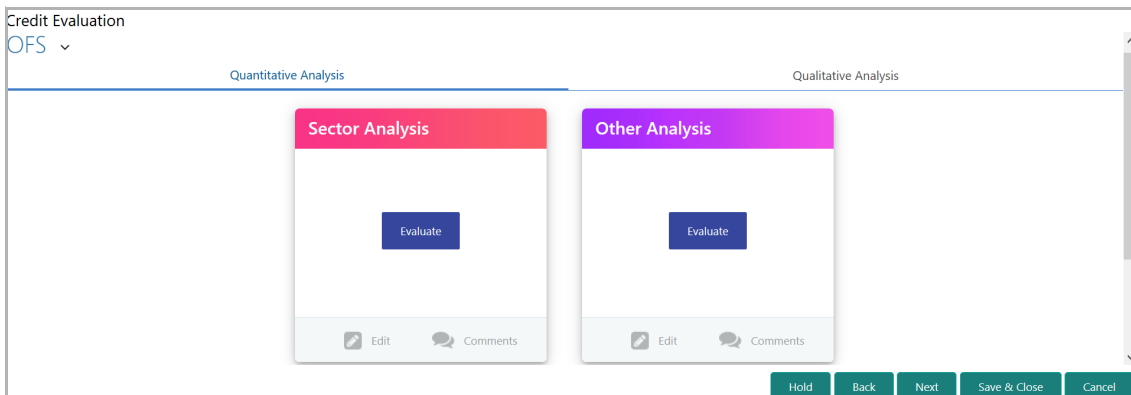 Credit Evaluation
OFS
Quantitative Analysis Qualitative Analysis
Sector Analysis Other Analysis
Evaluate Evaluate
Edit Comments Edit Comments
Hold Back Next Save & Close Cancel